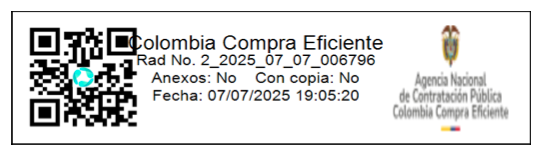 Colombia Compra Eficiente
Rad No. 2_2025_07_07_006796
Anexos: No Con copia: No
Fecha: 07/07/2025 19:05:20
Agencia Nacional
de Contratación Pública
Colombia Compra Eficiente